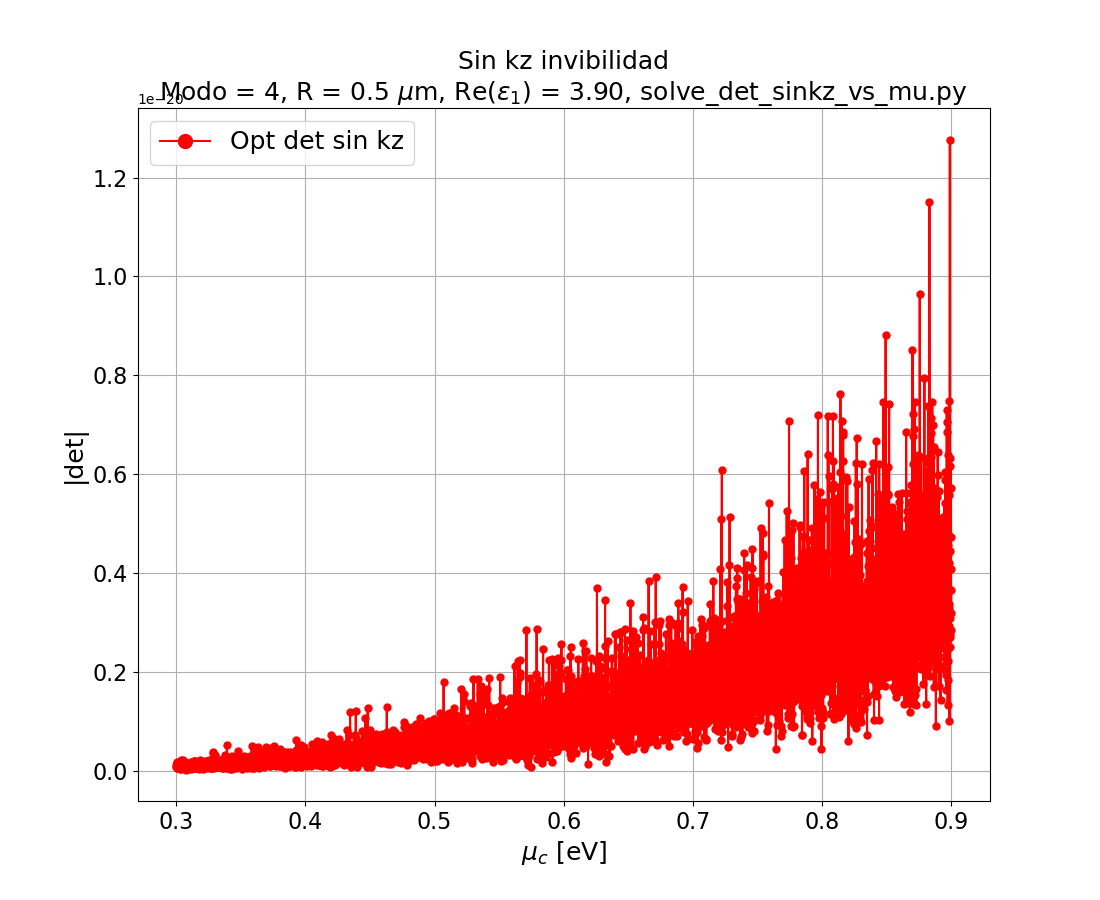 Sin kz invibilidad
Modo = 4, R = 0.5 μm, Re(ε₁) = 3.90, solve_det_sinkz_vs_mu.py
1e−20
Opt det sin kz
1.2
1.0
0.8
0.6
0.4
0.2
0.0
|det|
0.3 0.4 0.5 0.6 0.7 0.8 0.9
μ_c [eV]